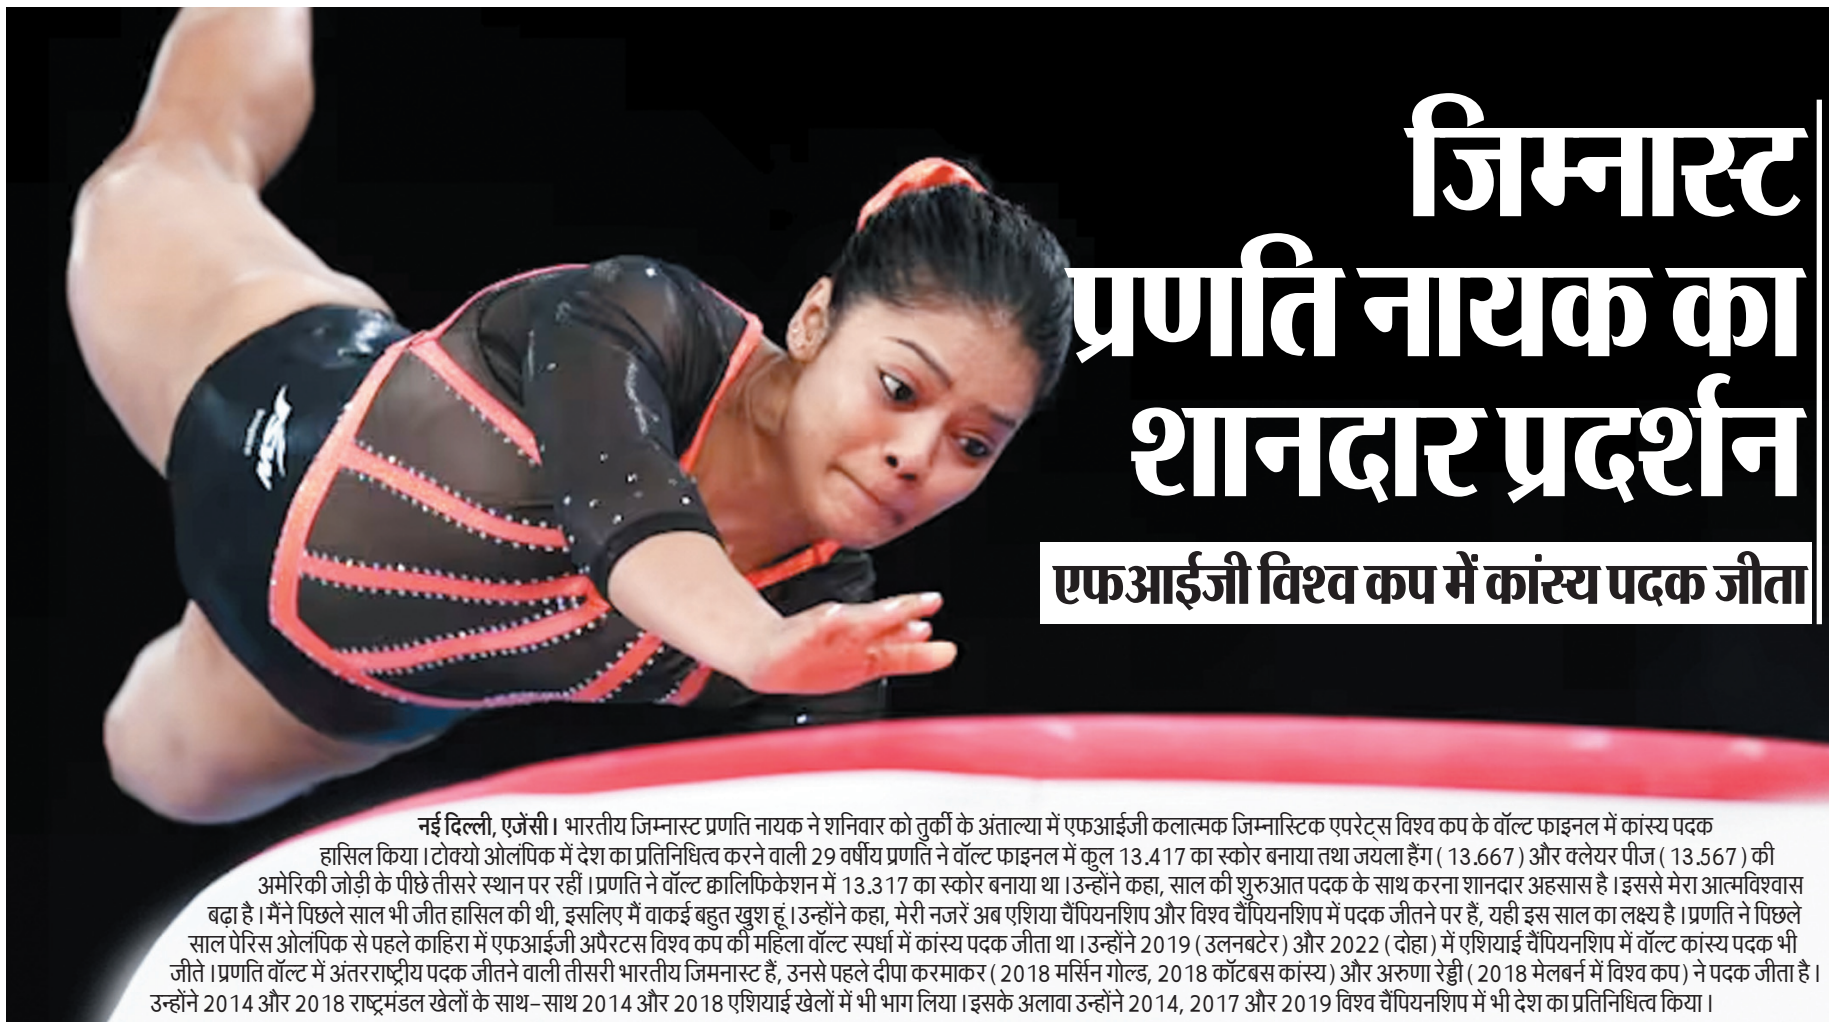 जिम्नास्ट
प्रणति नायक का
शानदार प्रदर्शन
एफआईजी विश्व कप में कांस्य पदक जीता
नई दिल्ली, एजेंसी। भारतीय जिम्नास्ट प्रणति नायक ने शनिवार को तुर्की के अंताल्या में एफआईजी कलात्मक जिम्नास्टिक एपरेट्स विश्व कप के वॉल्ट फाइनल में कांस्य पदक
हासिल किया। टोक्यो ओलंपिक में देश का प्रतिनिधित्व करने वाली 29 वर्षीय प्रणति ने वॉल्ट फाइनल में कुल 13.417 का स्कोर बनाया तथा जयला हैंग (13.667) और क्लेयर पीज (13.567) की
अमेरिकी जोड़ी के पीछे तीसरे स्थान पर रहीं। प्रणति ने वॉल्ट क्वालिफिकेशन में 13.317 का स्कोर बनाया था। उन्होंने कहा, साल की शुरुआत पदक के साथ करना शानदार अहसास है। इससे मेरा आत्मविश्वास
बढ़ा है। मैंने पिछले साल भी जीत हासिल की थी, इसलिए मैं वाकई बहुत खुश हूं। उन्होंने कहा, मेरी नजरें अब एशिया चैंपियनशिप और विश्व चैंपियनशिप में पदक जीतने पर हैं, यही इस साल का लक्ष्य है। प्रणति ने पिछले
साल पेरिस ओलंपिक से पहले काहिरा में एफआईजी अपैरटस विश्व कप की महिला वॉल्ट स्पर्धा में कांस्य पदक जीता था। उन्होंने 2019 (उलनबटेर) और 2022 (दोहा) में एशियाई चैंपियनशिप में वॉल्ट कांस्य पदक भी
जीते। प्रणति वॉल्ट में अंतरराष्ट्रीय पदक जीतने वाली तीसरी भारतीय जिमनास्ट हैं, उनसे पहले दीपा करमाकर (2018 मर्सिन गोल्ड, 2018 कॉटबस कांस्य) और अरुणा रेड्डी (2018 मेलबर्न में विश्व कप) ने पदक जीता है।
उन्होंने 2014 और 2018 राष्ट्रमंडल खेलों के साथ-साथ 2014 और 2018 एशियाई खेलों में भी भाग लिया। इसके अलावा उन्होंने 2014, 2017 और 2019 विश्व चैंपियनशिप में भी देश का प्रतिनिधित्व किया।